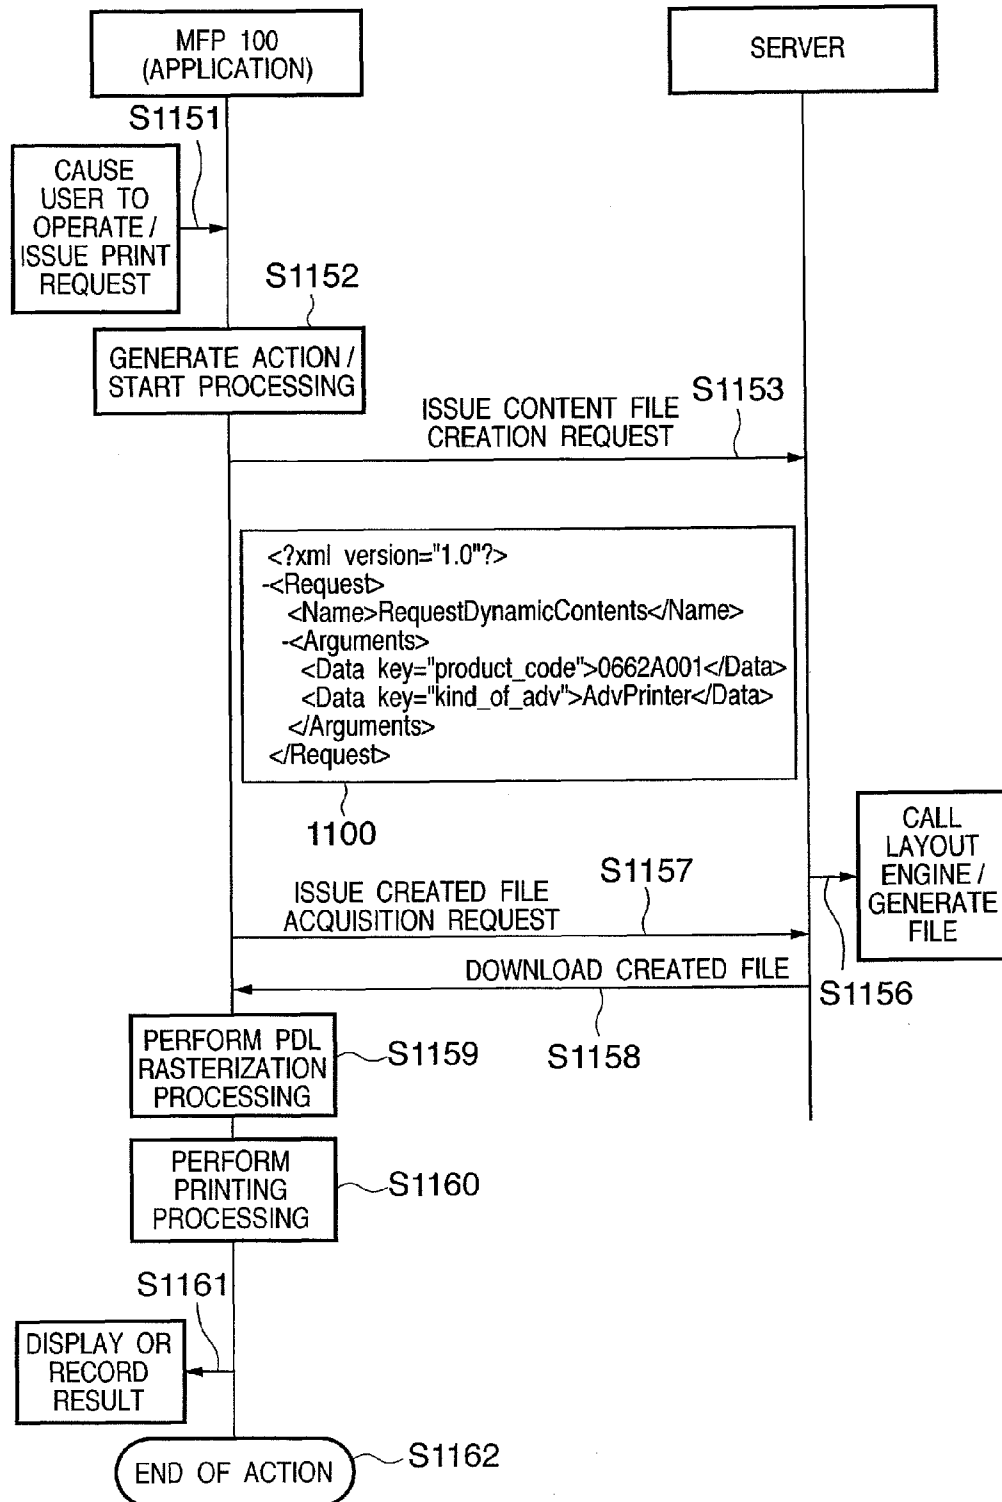 MFP 100
(APPLICATION)
SERVER
S1151
CAUSE
USER TO
OPERATE /
ISSUE PRINT
REQUEST
S1152
GENERATE ACTION /
START PROCESSING
S1153
ISSUE CONTENT FILE
CREATION REQUEST
<?xml version="1.0"?>
-<Request>
<Name>RequestDynamicContents</Name>
-<Arguments>
<Data key="product_code">0662A001</Data>
<Data key="kind_of_adv">AdvPrinter</Data>
</Arguments>
</Request>
1100
CALL
LAYOUT
ENGINE /
GENERATE
FILE
S1156
S1157
ISSUE CREATED FILE
ACQUISITION REQUEST
DOWNLOAD CREATED FILE
S1158
PERFORM PDL
RASTERIZATION
PROCESSING
S1159
PERFORM
PRINTING
PROCESSING
S1160
S1161
DISPLAY OR
RECORD
RESULT
END OF ACTION
S1162